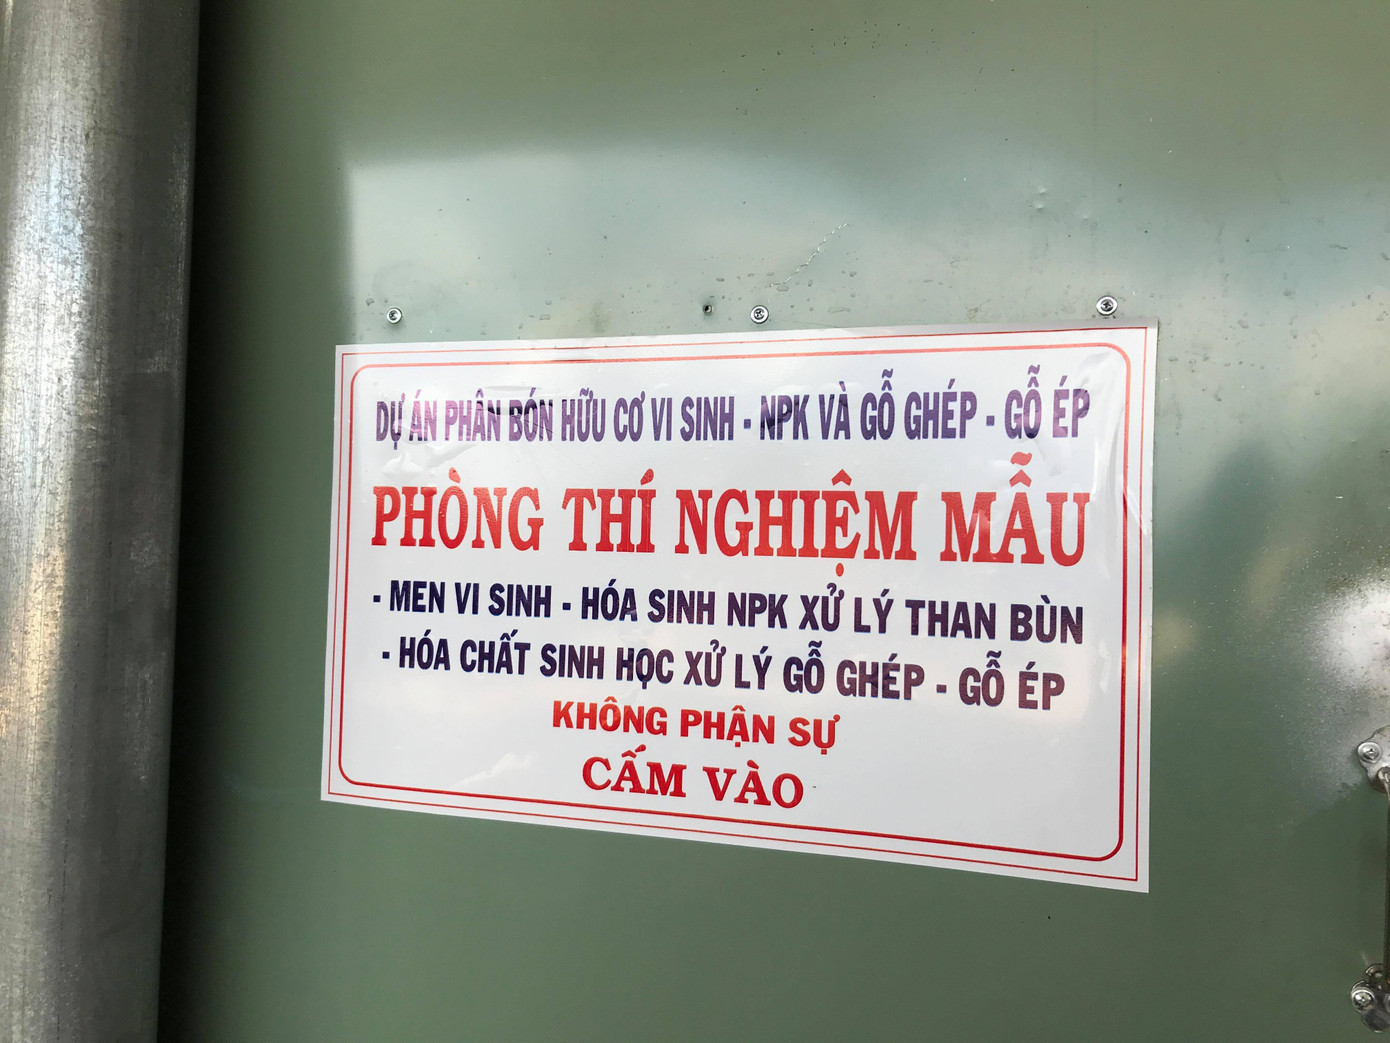 DỰ ÁN PHÂN BÓN HỮU CƠ VI SINH - NPK VÀ GỖ GHÉP - GỖ ÉP
PHÒNG THÍ NGHIỆM MẪU
- MEN VI SINH - HÓA SINH NPK XỬ LÝ THAN BÙN
- HÓA CHẤT SINH HỌC XỬ LÝ GỖ GHÉP - GỖ ÉP
KHÔNG PHẬN SỰ
CẤM VÀO